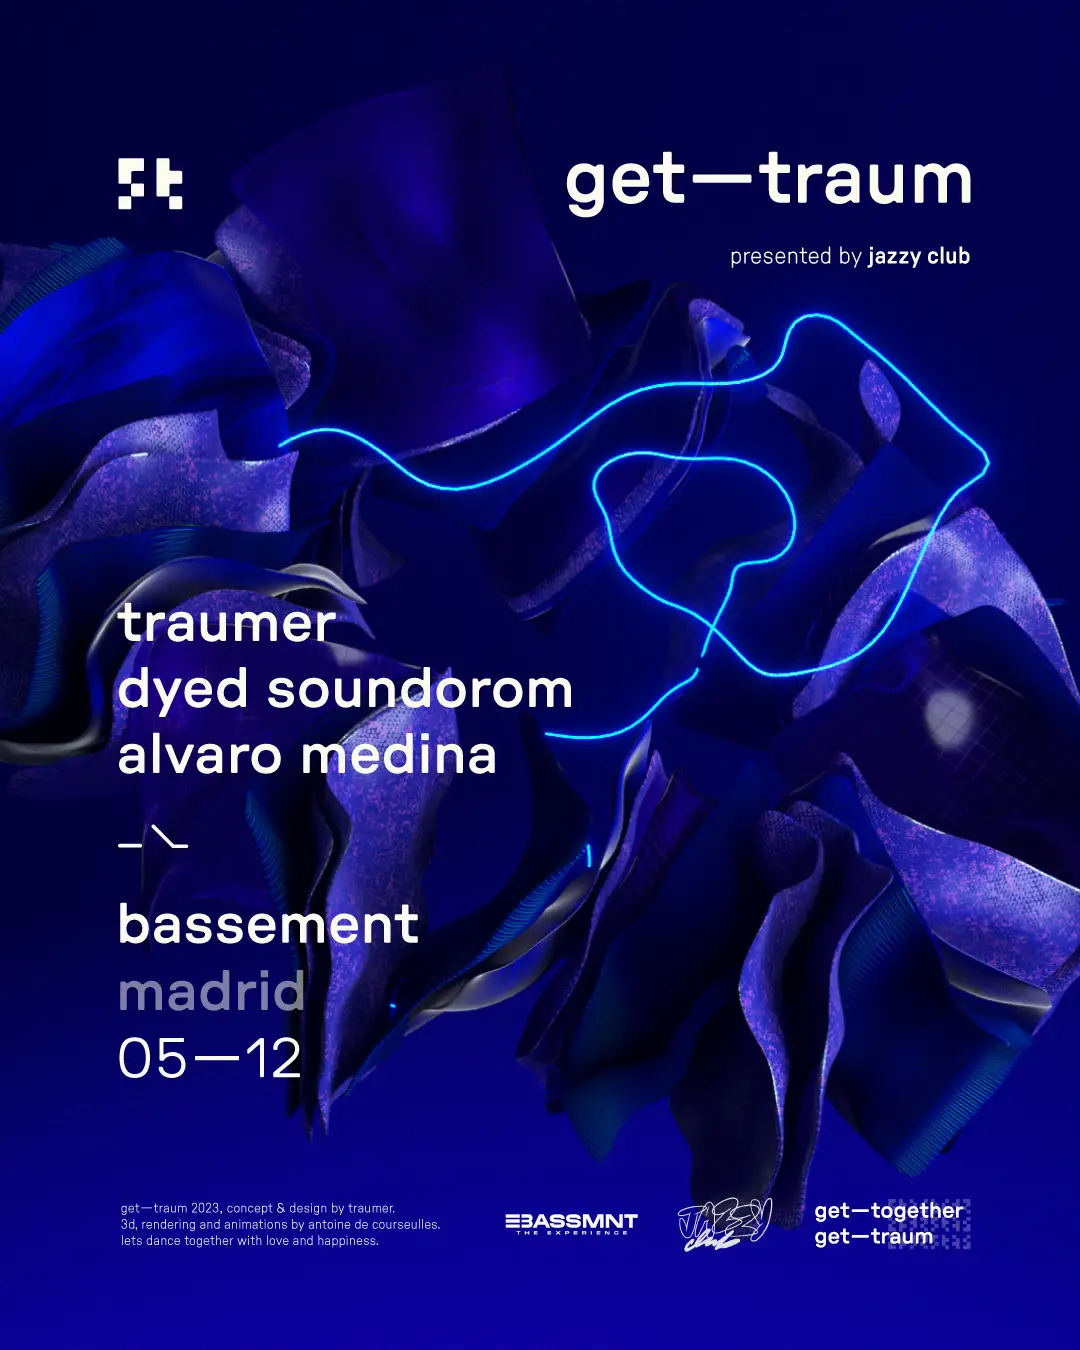 get—traum
presented by jazzy club
traumer
dyed soundorom
alvaro medina
bassement
madrid
05—12
get—traum 2023, concept & design by traumer.
3d, rendering and animations by antoine de courseulles.
lets dance together with love and happiness.
BASSMNT
THE EXPERIENCE
JAZZY
club
get—together
get—traum